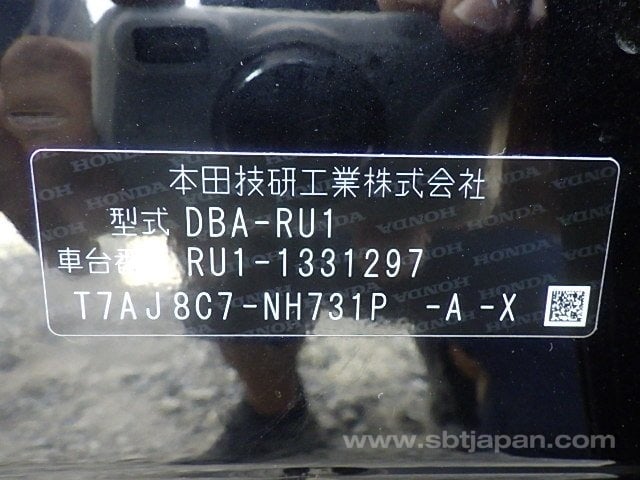 本田技研工業株式会社
型式 DBA-RU1
車台番号 RU1-1331297
T7AJ8C7-NH731P -A -X
www.sbtjapan.com